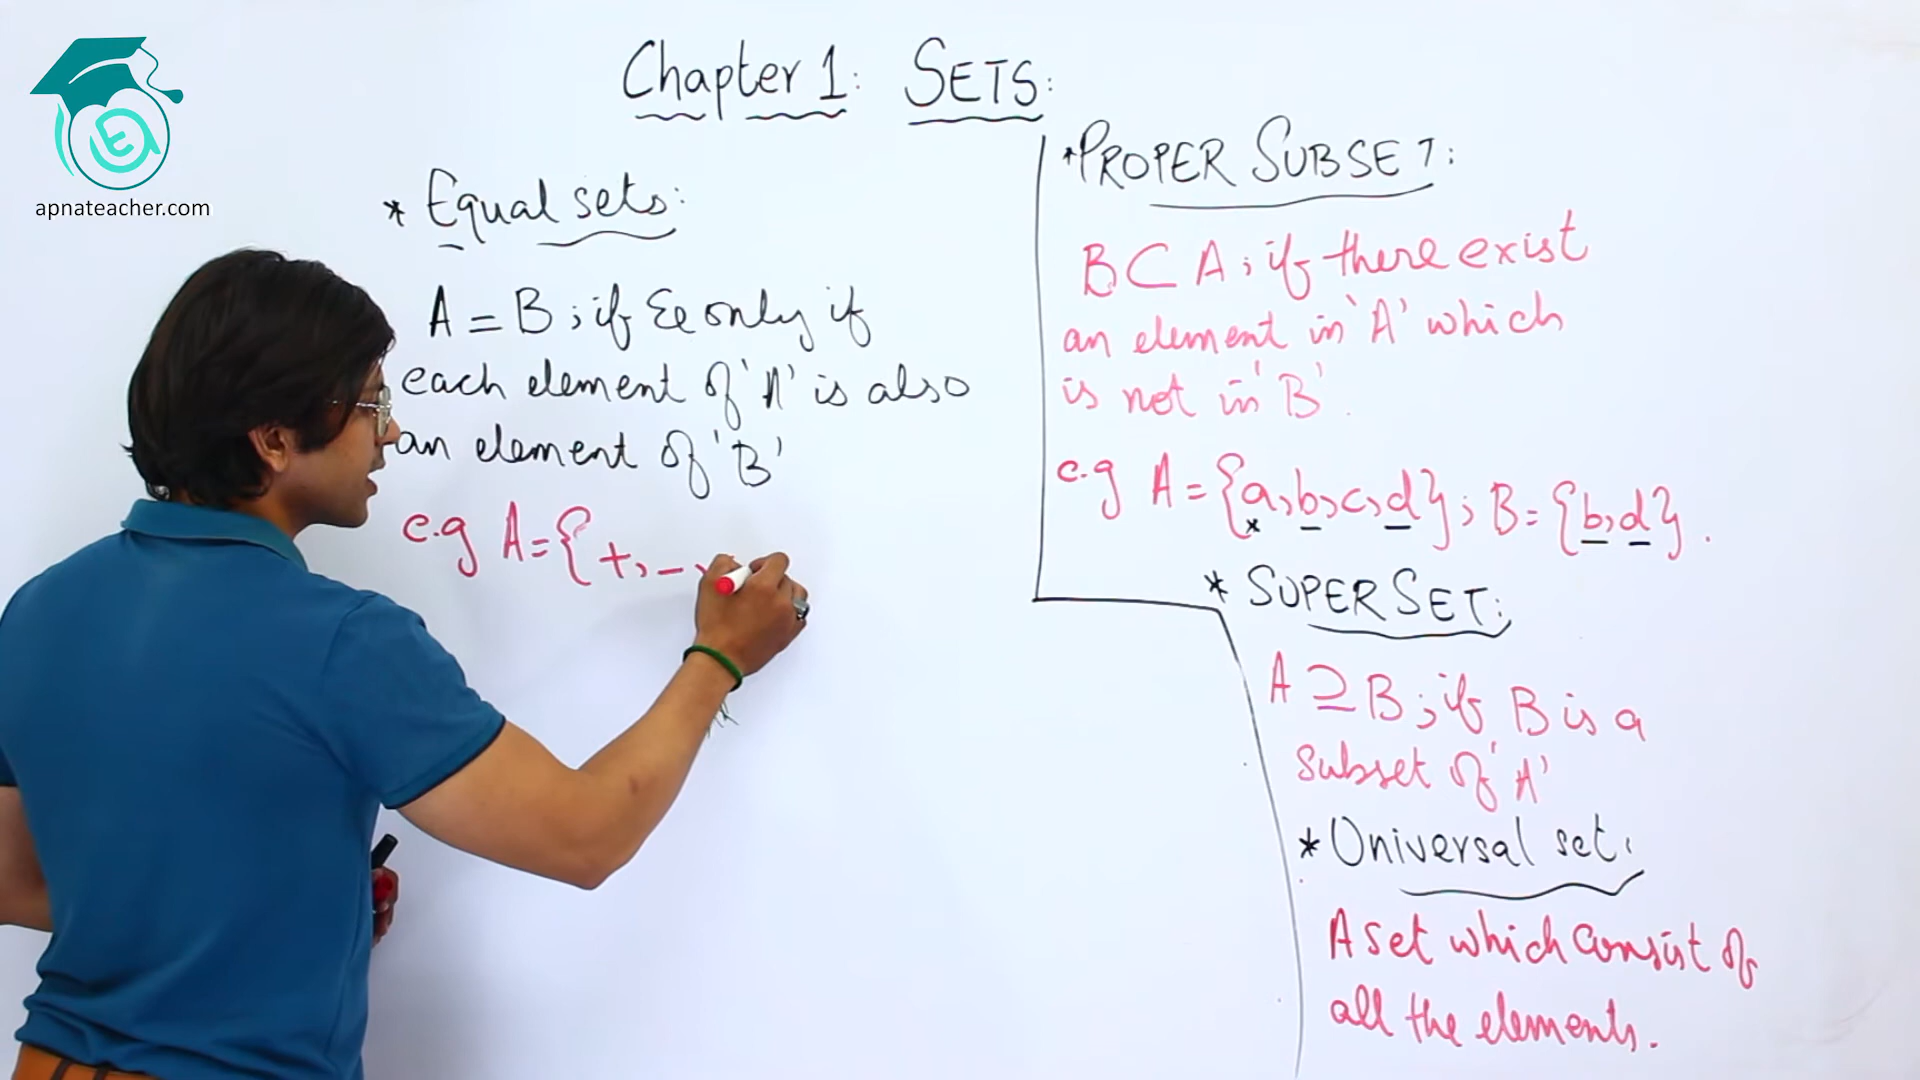 apnateacher.com
Chapter 1: SETS:
* Equal sets:
A = B ; if & only if
each element of 'A' is also
an element of 'B'
e.g A = { +, -,
* PROPER SUBSET:
B ⊂ A ; if there exist
an element in 'A' which
is not in 'B'.
e.g A = {a, b, c, d} ; B = {b, d} .
* SUPER SET:
A ⊇ B ; if B is a
subset of 'A'
* Universal set:
A set which consist of
all the elements.